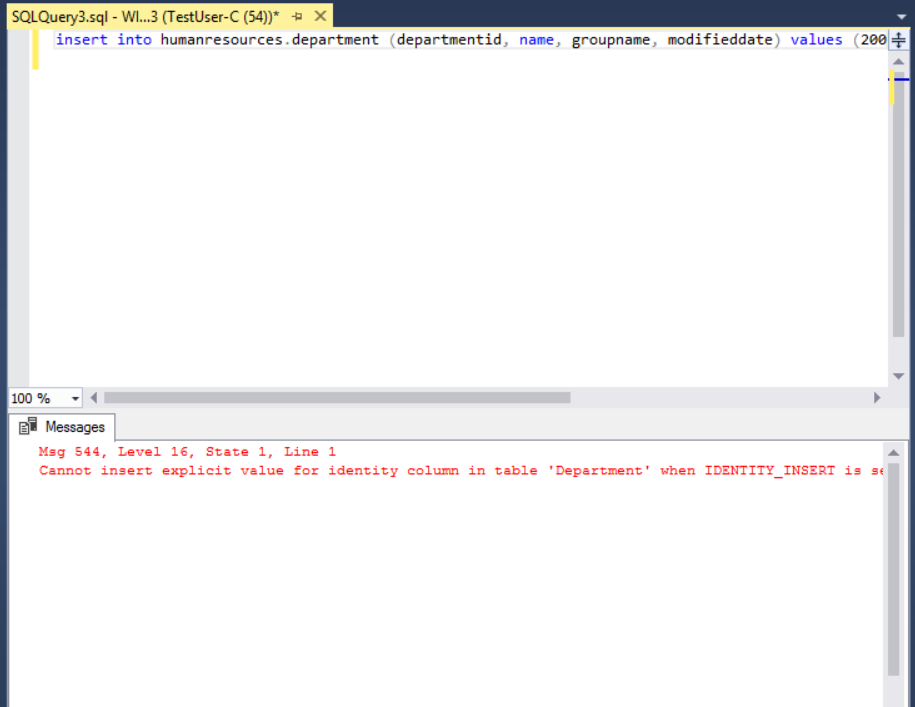 SQLQuery3.sql - WI...3 (TestUser-C (54))*
insert into humanresources.department (departmentid, name, groupname, modifieddate) values (200
100 %
Messages
Msg 544, Level 16, State 1, Line 1
Cannot insert explicit value for identity column in table 'Department' when IDENTITY_INSERT is se